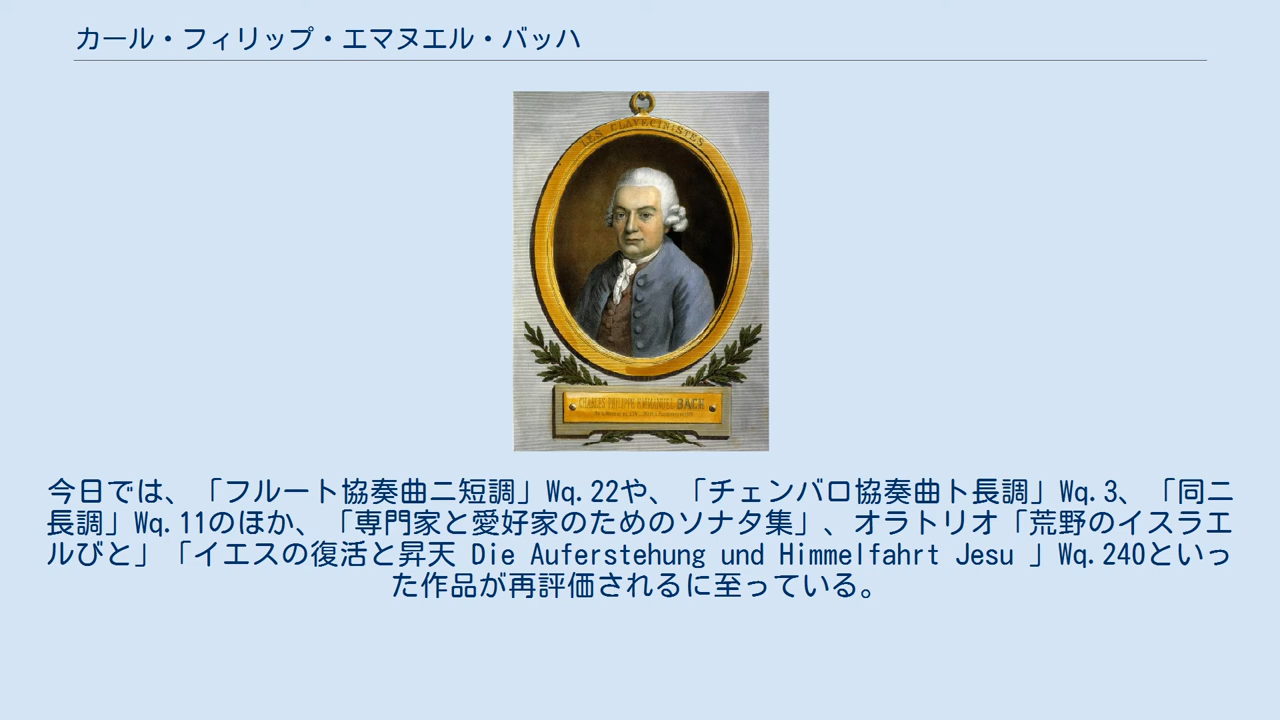 カール・フィリップ・エマヌエル・バッハ
LES CLAVECINISTES
CHARLES PHILIPPE EMMANUEL BACH
今日では、「フルート協奏曲ニ短調」Wq.22や、「チェンバロ協奏曲ト長調」Wq.3、「同ニ
長調」Wq.11のほか、「専門家と愛好家のためのソナタ集」、オラトリオ「荒野のイスラエ
ルびと」「イエスの復活と昇天 Die Auferstehung und Himmelfahrt Jesu 」Wq.240といっ
た作品が再評価されるに至っている。